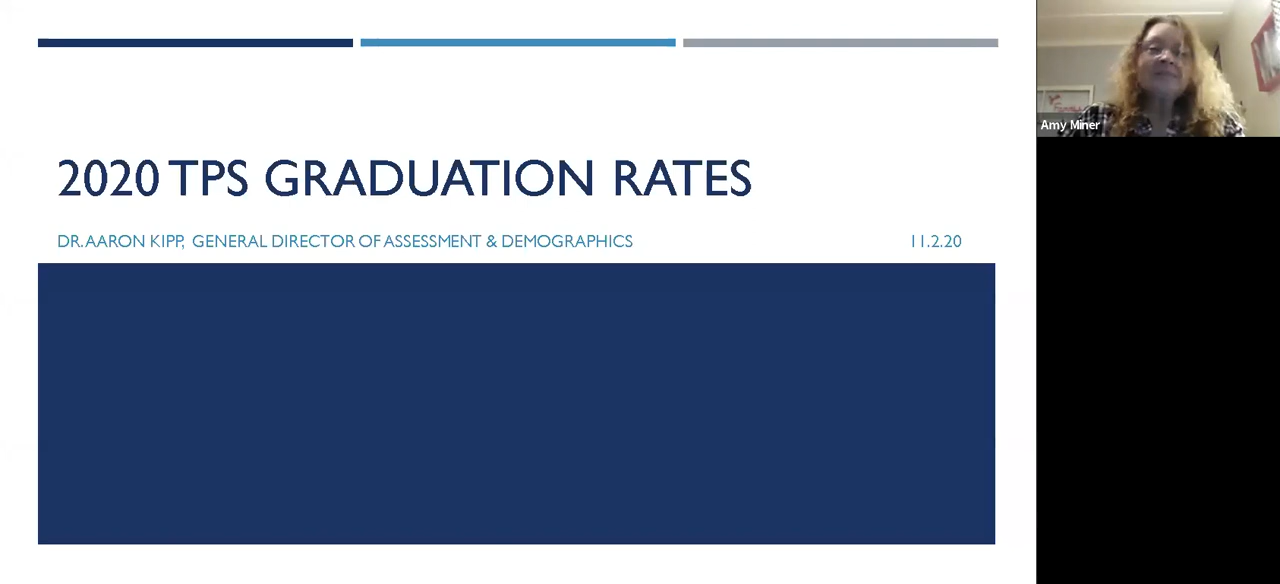 2020 TPS GRADUATION RATES
DR. AARON KIPP, GENERAL DIRECTOR OF ASSESSMENT & DEMOGRAPHICS 11.2.20
Amy Miner